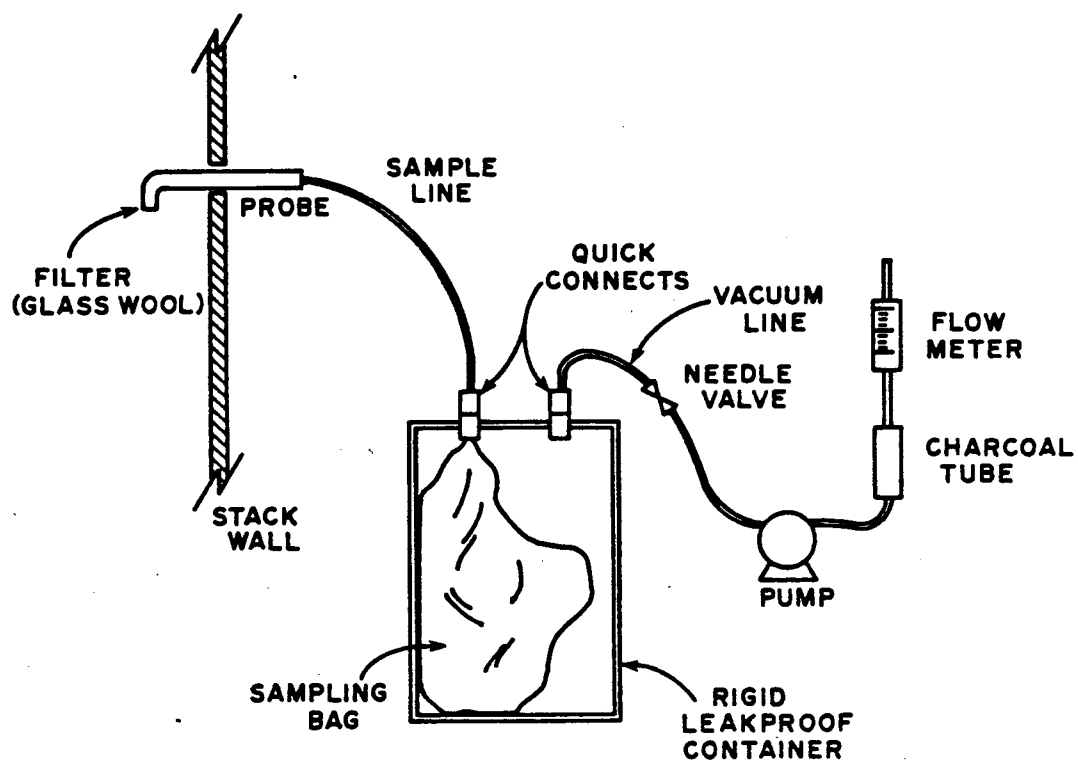 SAMPLE
LINE
PROBE
FILTER
(GLASS WOOL)
QUICK
CONNECTS
VACUUM
LINE
FLOW
METER
NEEDLE
VALVE
CHARCOAL
TUBE
STACK
WALL
PUMP
SAMPLING
BAG
RIGID
LEAKPROOF
CONTAINER